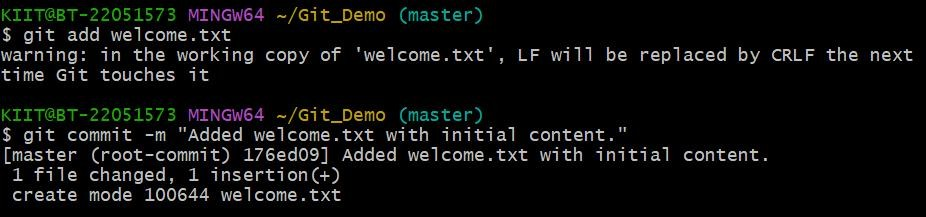 KIIT@BT-22051573 MINGW64 ~/Git_Demo (master)
$ git add welcome.txt
warning: in the working copy of 'welcome.txt', LF will be replaced by CRLF the next
time Git touches it
KIIT@BT-22051573 MINGW64 ~/Git_Demo (master)
$ git commit -m "Added welcome.txt with initial content."
[master (root-commit) 176ed09] Added welcome.txt with initial content.
 1 file changed, 1 insertion(+)
 create mode 100644 welcome.txt